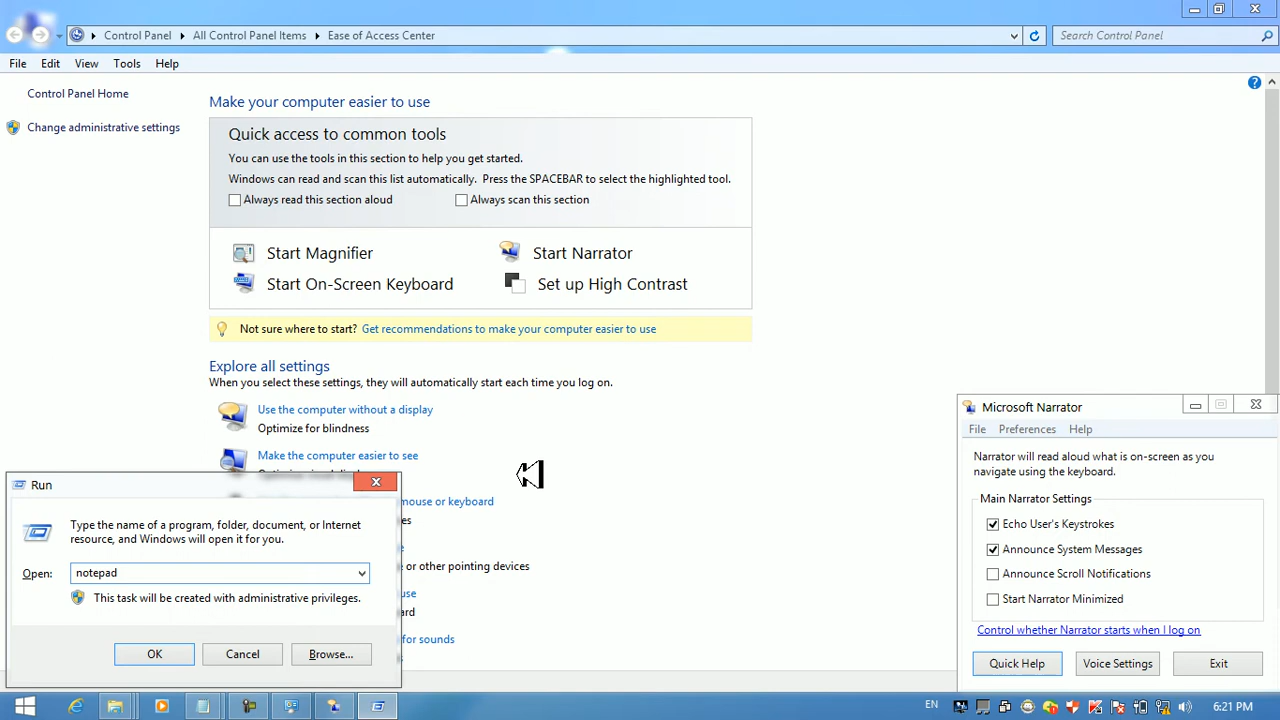 Control Panel
All Control Panel Items
Ease of Access Center
Search Control Panel
File Edit View Tools Help
Control Panel Home
Change administrative settings
Make your computer easier to use
Quick access to common tools
You can use the tools in this section to help you get started.
Windows can read and scan this list automatically. Press the SPACEBAR to select the highlighted tool.
Always read this section aloud
Always scan this section
Start Magnifier
Start Narrator
Start On-Screen Keyboard
Set up High Contrast
Not sure where to start? Get recommendations to make your computer easier to use
Explore all settings
When you select these settings, they will automatically start each time you log on.
Use the computer without a display
Optimize for blindness
Make the computer easier to see
mouse or keyboard
or other pointing devices
use
for sounds
Run
Type the name of a program, folder, document, or Internet
resource, and Windows will open it for you.
Open: notepad
This task will be created with administrative privileges.
OK Cancel Browse...
Microsoft Narrator
File Preferences Help
Narrator will read aloud what is on-screen as you
navigate using the keyboard.
Main Narrator Settings
Echo User's Keystrokes
Announce System Messages
Announce Scroll Notifications
Start Narrator Minimized
Control whether Narrator starts when I log on
Quick Help Voice Settings Exit
EN
6:21 PM